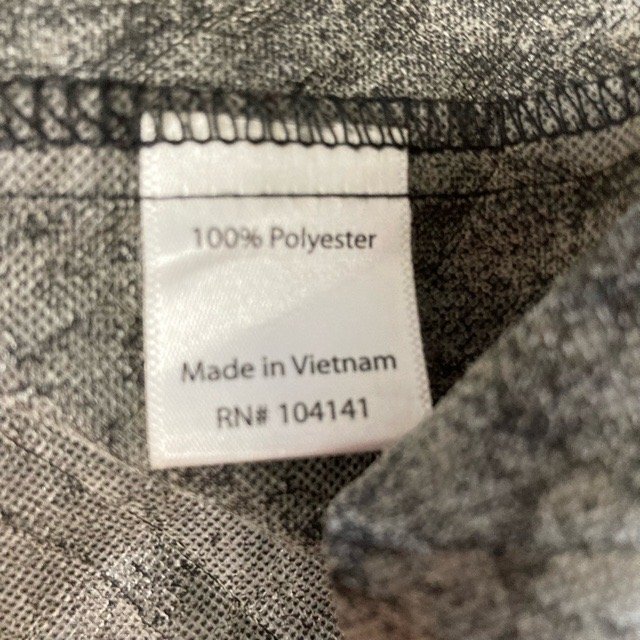 100% Polyester
Made in Vietnam
RN# 104141